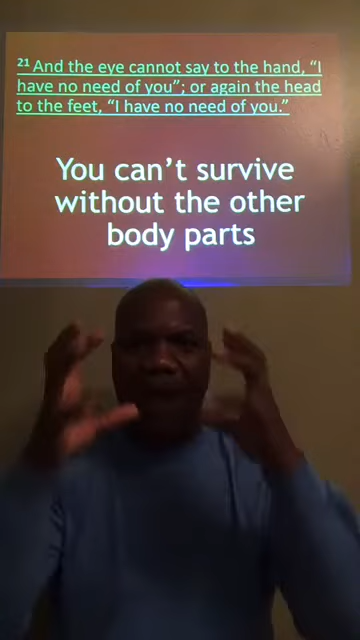 21 And the eye cannot say to the hand, “I
have no need of you”; or again the head
to the feet, “I have no need of you.”
You can’t survive
without the other
body parts